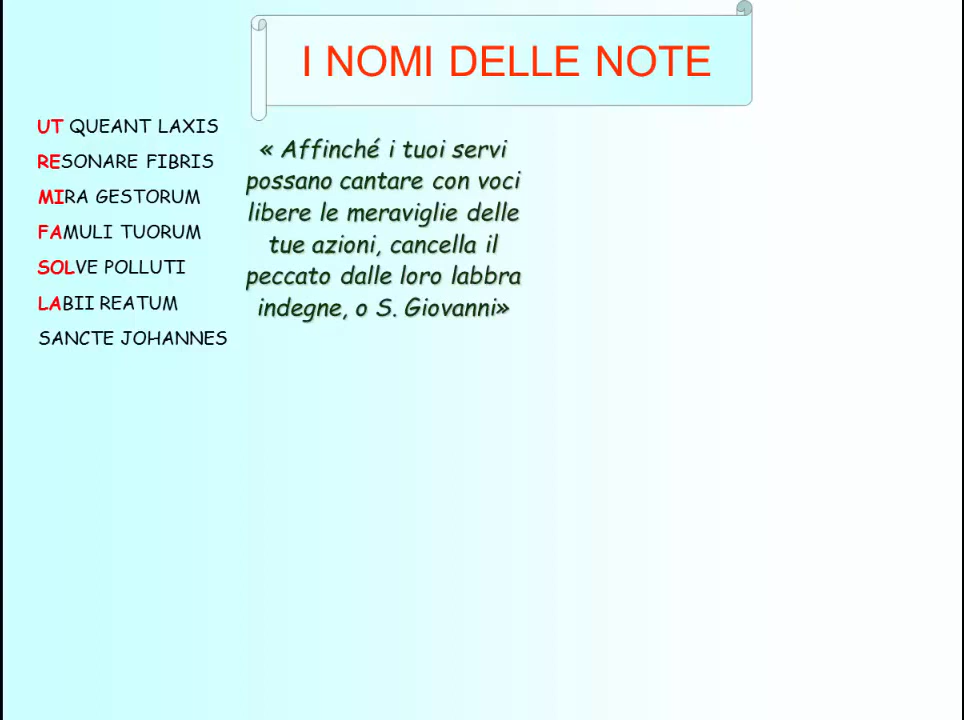 I NOMI DELLE NOTE
UT QUEANT LAXIS
RESONARE FIBRIS
MIRA GESTORUM
FAMULI TUORUM
SOLVE POLLUTI
LABII REATUM
SANCTE JOHANNES
« Affinché i tuoi servi
possano cantare con voci
libere le meraviglie delle
tue azioni, cancella il
peccato dalle loro labbra
indegne, o S. Giovanni»